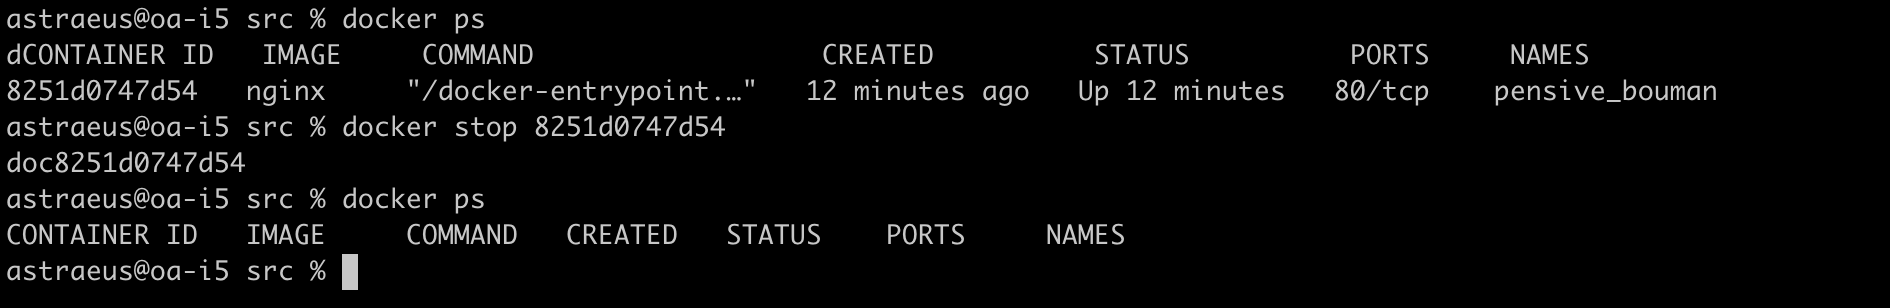 astraeus@oa-i5 src % docker ps
dCONTAINER ID   IMAGE     COMMAND                  CREATED          STATUS          PORTS     NAMES
8251d0747d54   nginx     "/docker-entrypoint.…"   12 minutes ago   Up 12 minutes   80/tcp    pensive_bouman
astraeus@oa-i5 src % docker stop 8251d0747d54
doc8251d0747d54
astraeus@oa-i5 src % docker ps
CONTAINER ID   IMAGE     COMMAND   CREATED   STATUS    PORTS     NAMES
astraeus@oa-i5 src %